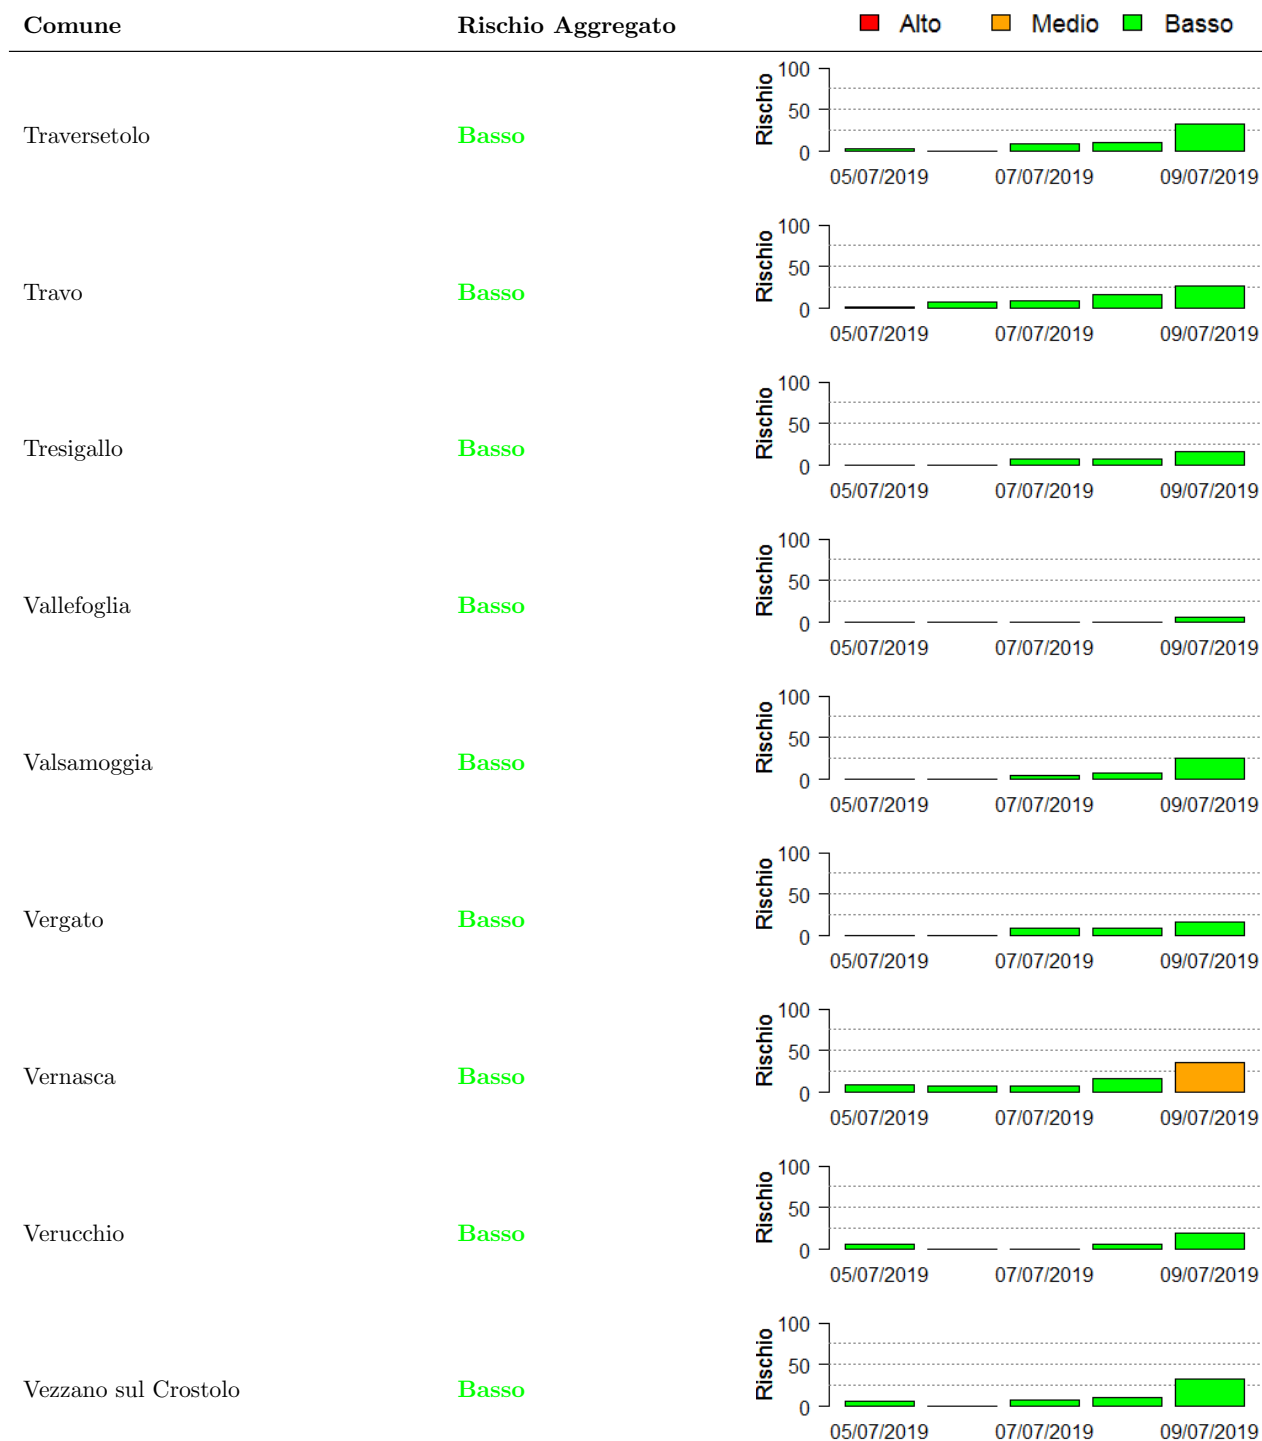 Comune Rischio Aggregato Alto Medio Basso
Traversetolo Basso
Rischio
100
50
0
05/07/2019 07/07/2019 09/07/2019
Travo Basso
Rischio
100
50
0
05/07/2019 07/07/2019 09/07/2019
Tresigallo Basso
Rischio
100
50
0
05/07/2019 07/07/2019 09/07/2019
Vallefoglia Basso
Rischio
100
50
0
05/07/2019 07/07/2019 09/07/2019
Valsamoggia Basso
Rischio
100
50
0
05/07/2019 07/07/2019 09/07/2019
Vergato Basso
Rischio
100
50
0
05/07/2019 07/07/2019 09/07/2019
Vernasca Basso
Rischio
100
50
0
05/07/2019 07/07/2019 09/07/2019
Verucchio Basso
Rischio
100
50
0
05/07/2019 07/07/2019 09/07/2019
Vezzano sul Crostolo Basso
Rischio
100
50
0
05/07/2019 07/07/2019 09/07/2019